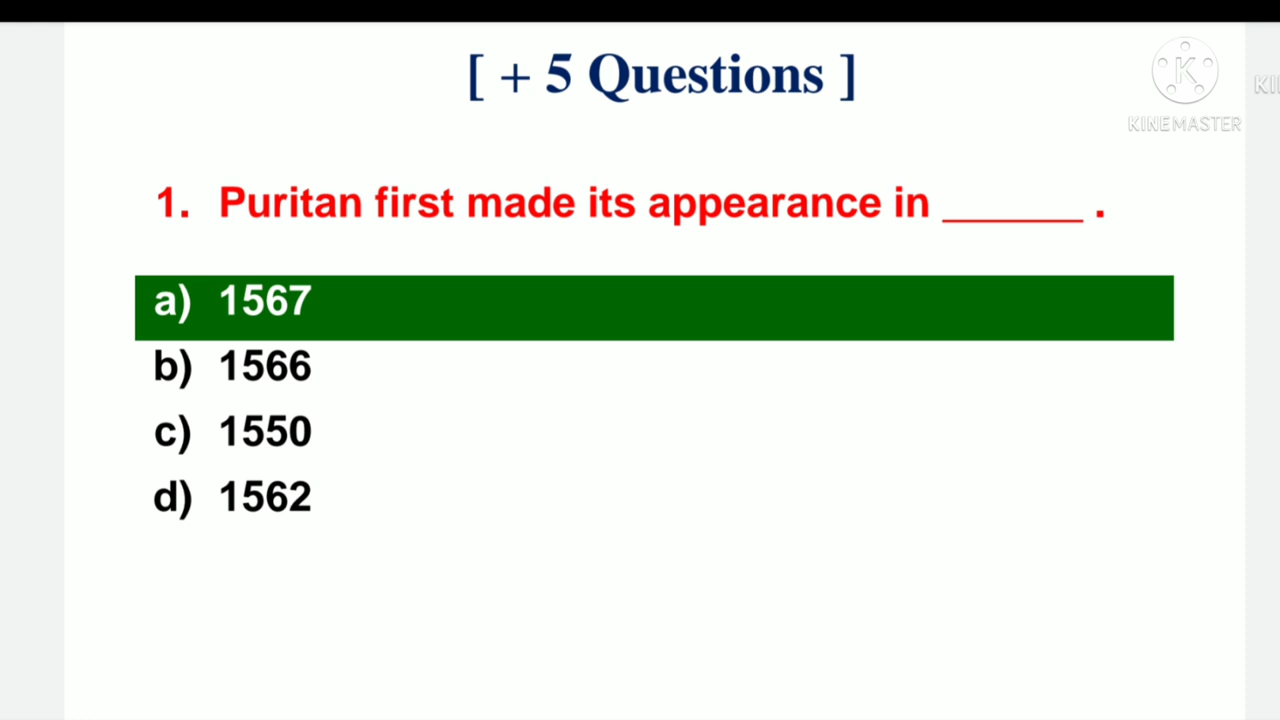 [ + 5 Questions ]
K
KINEMASTER
1. Puritan first made its appearance in ______ .
a) 1567
b) 1566
c) 1550
d) 1562